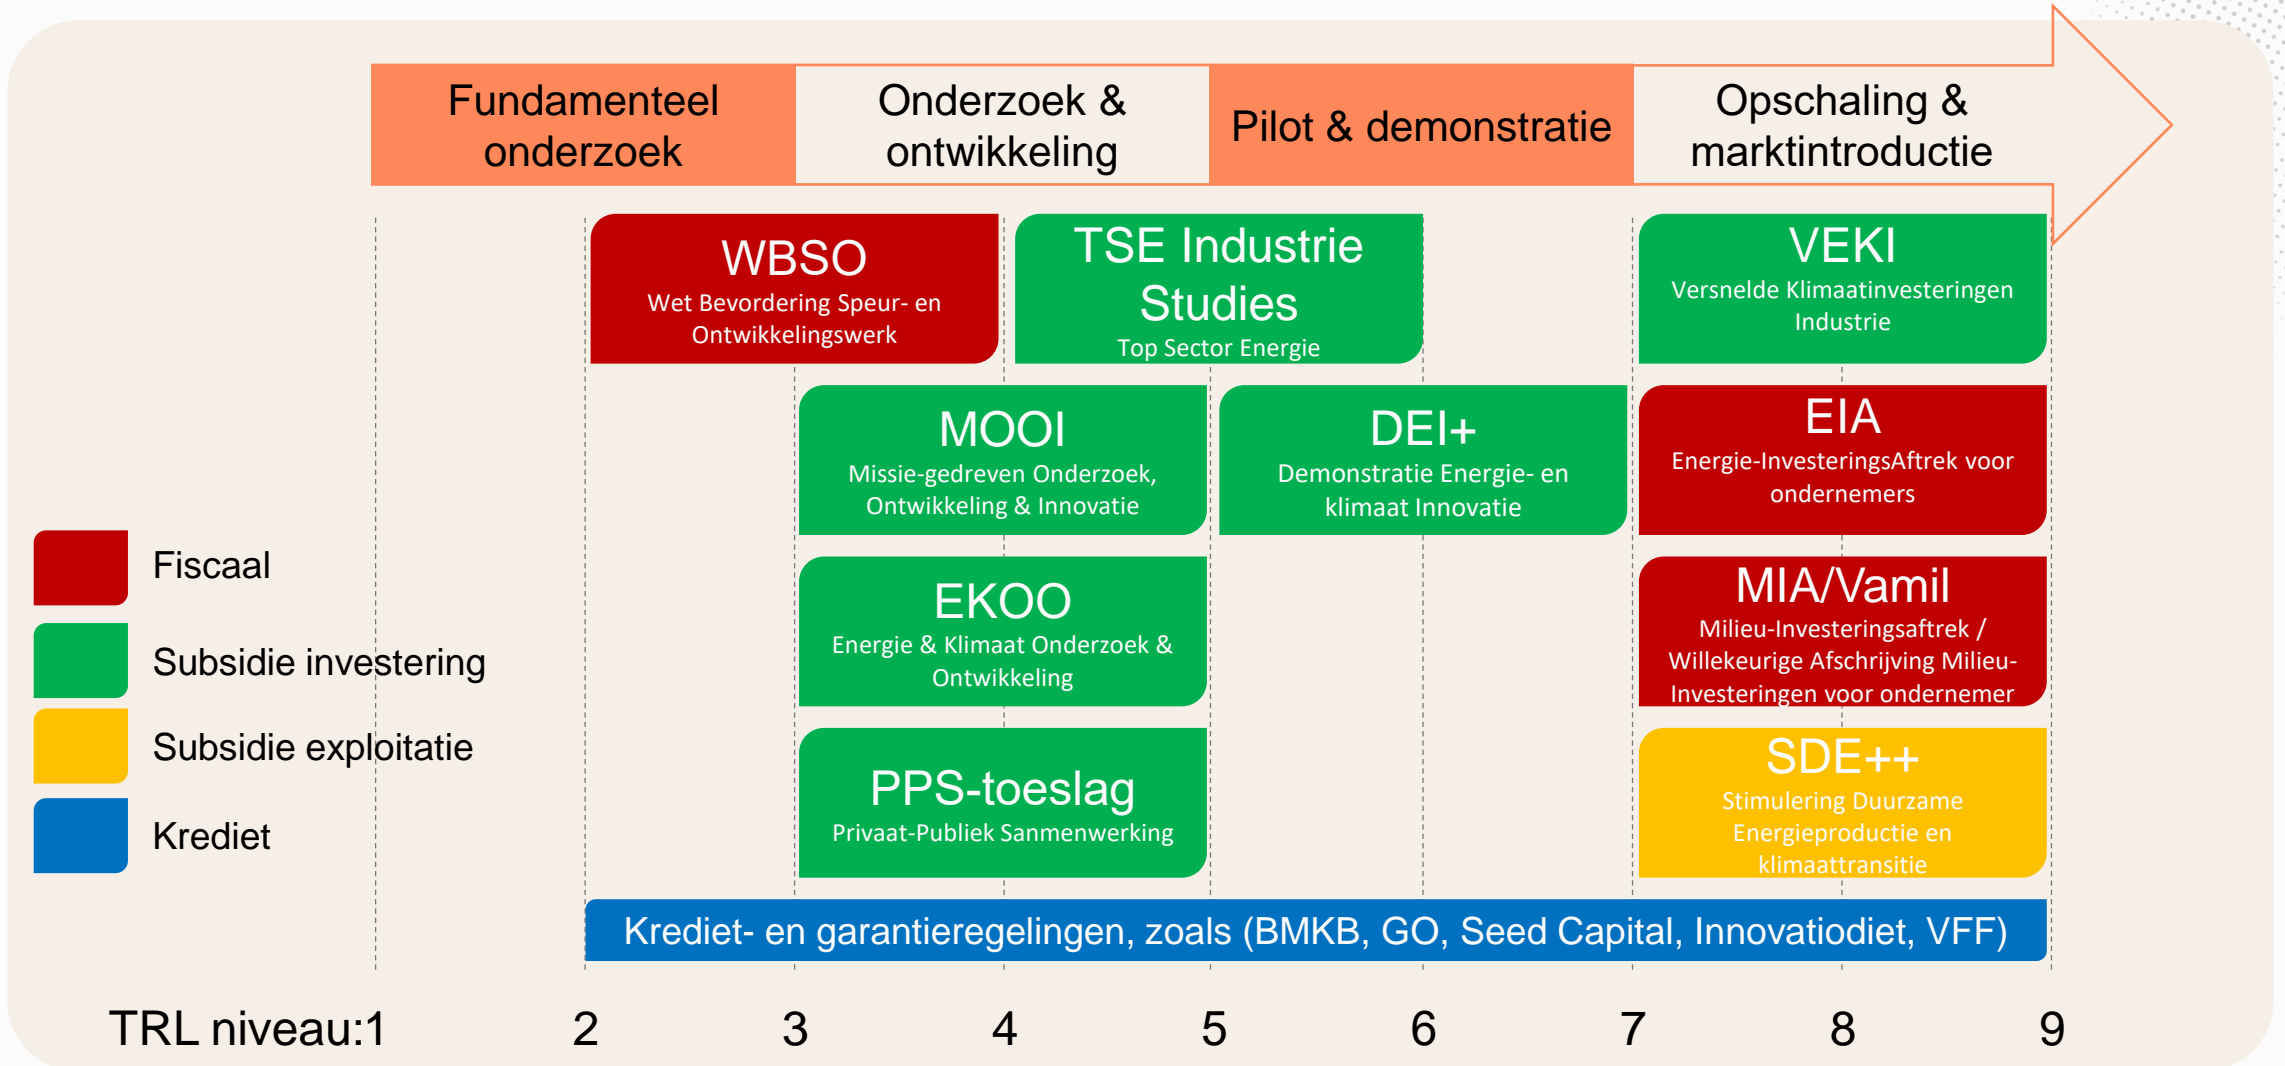 Fundamenteel
onderzoek
Onderzoek &
ontwikkeling
Pilot & demonstratie
Opschaling &
marktintroductie
WBSO
Wet Bevordering Speur- en
Ontwikkelingswerk
TSE Industrie
Studies
Top Sector Energie
VEKI
Versnelde Klimaatinvesteringen
Industrie
MOOI
Missie-gedreven Onderzoek,
Ontwikkeling & Innovatie
DEI+
Demonstratie Energie- en
klimaat Innovatie
EIA
Energie-InvesteringsAftrek voor
ondernemers
Fiscaal
Subsidie investering
Subsidie exploitatie
Krediet
EKOO
Energie & Klimaat Onderzoek &
Ontwikkeling
MIA/Vamil
Milieu-Investeringsaftrek /
Willekeurige Afschrijving Milieu-
Investeringen voor ondernemer
PPS-toeslag
Privaat-Publiek Sanmenwerking
SDE++
Stimulering Duurzame
Energieproductie en
klimaattransitie
Krediet- en garantieregelingen, zoals (BMKB, GO, Seed Capital, Innovatiodiet, VFF)
TRL niveau:1 2 3 4 5 6 7 8 9